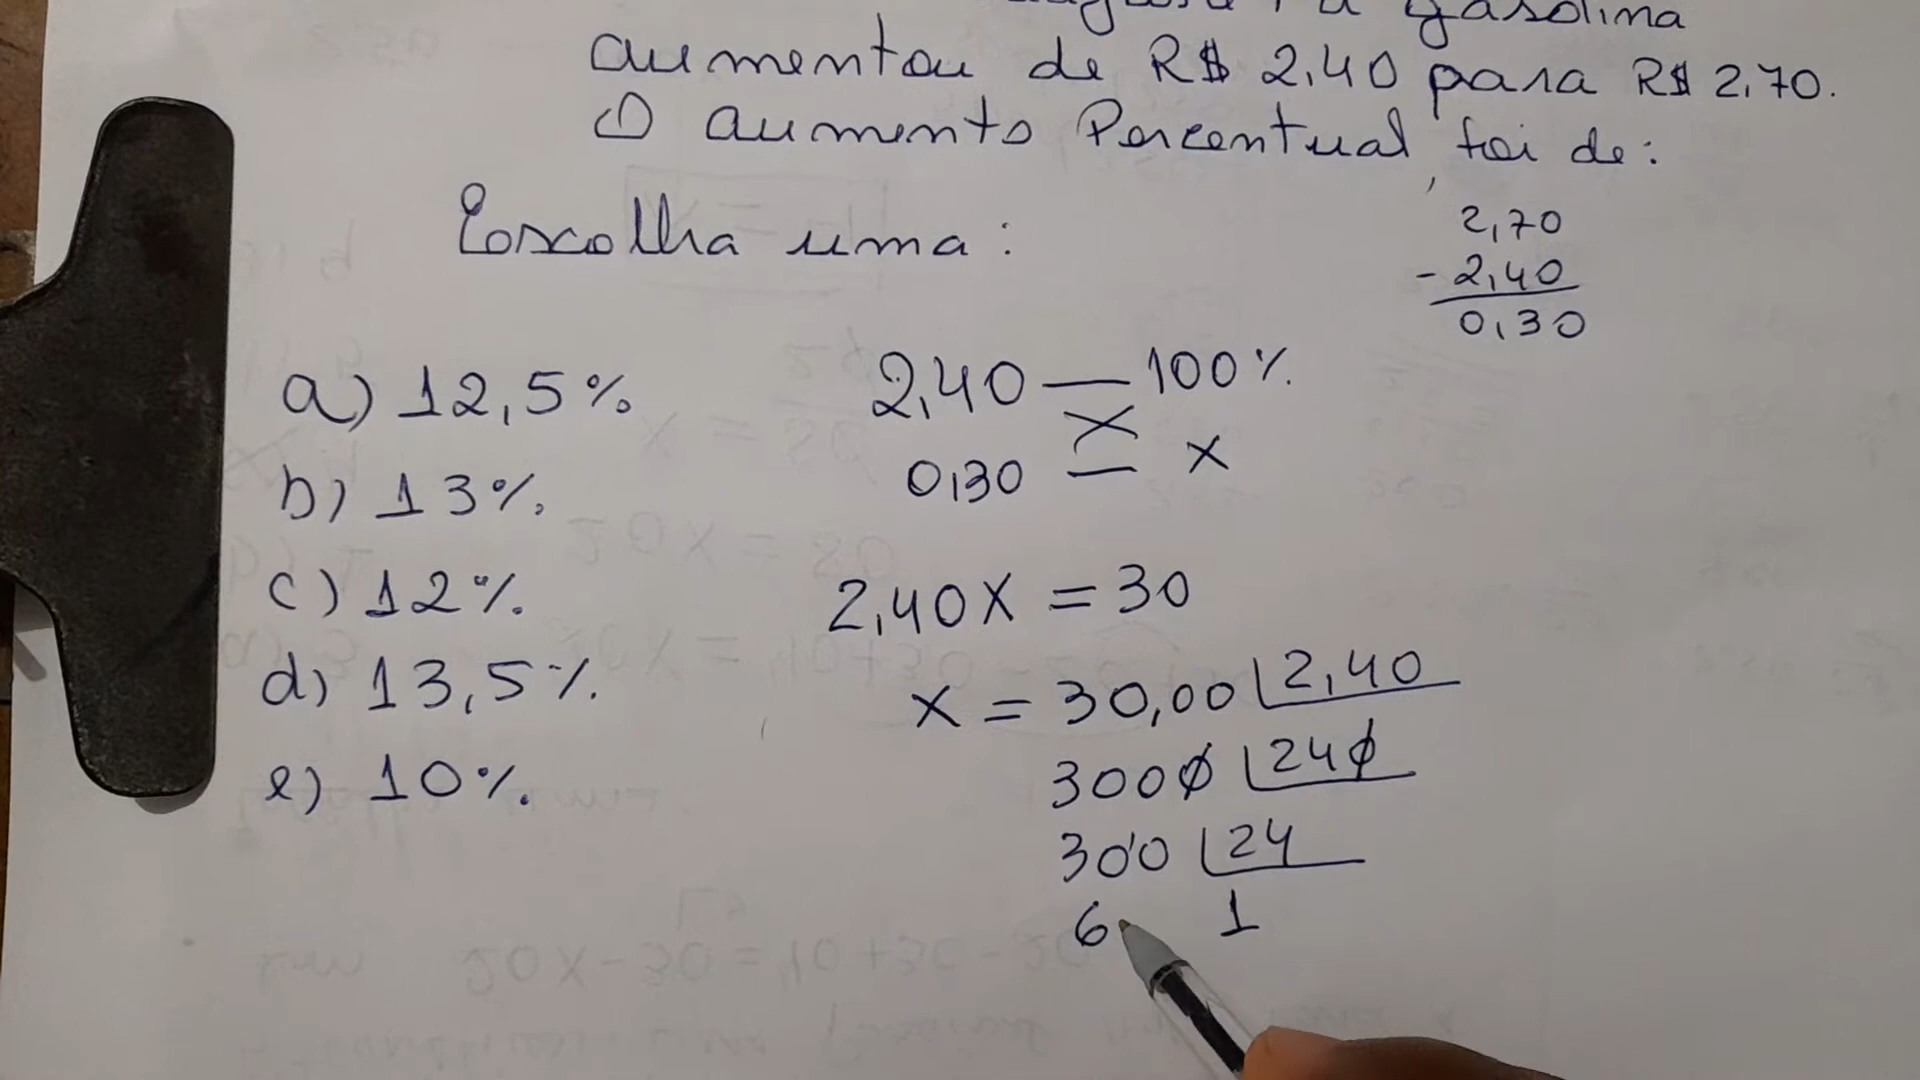 a gasolina
aumentou de R$ 2,40 para R$ 2,70.
O aumento Percentual foi de:
Escolha uma:
2,70
- 2,40
0,30
a) 12,5%
2,40 — 100%
b) 13%
0,30 — x
c) 12%
2,40X = 30
d) 13,5%
x = 30,00 2,40
e) 10%
3000 240
300 24
6 1